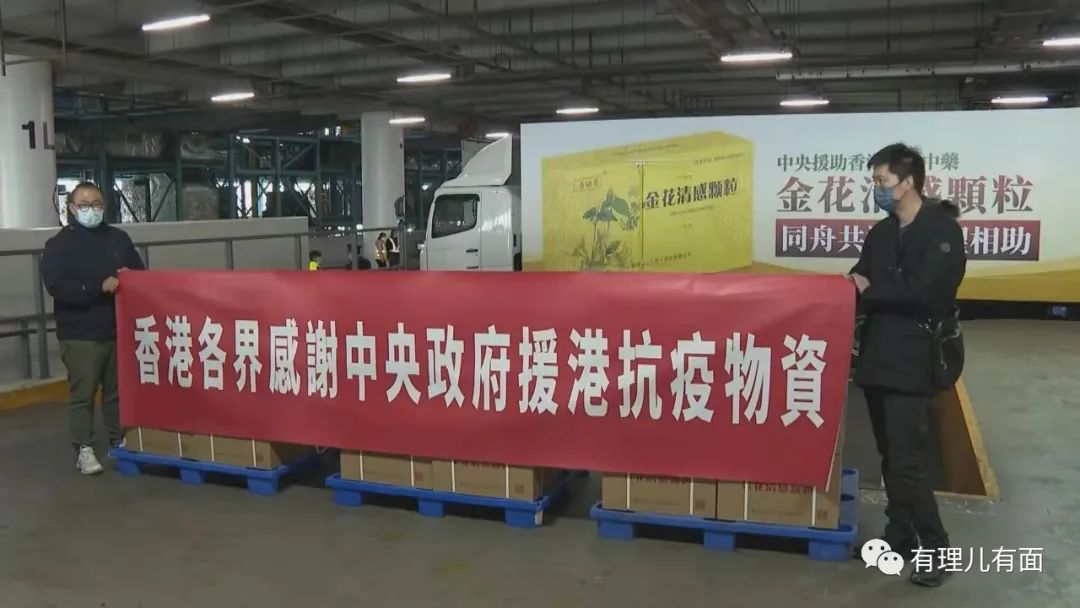 1L
中央援助香港 中藥
金花清感顆粒
同舟共 相助
金花清感颗粒
香港各界感謝中央政府援港抗疫物資
有理儿有面